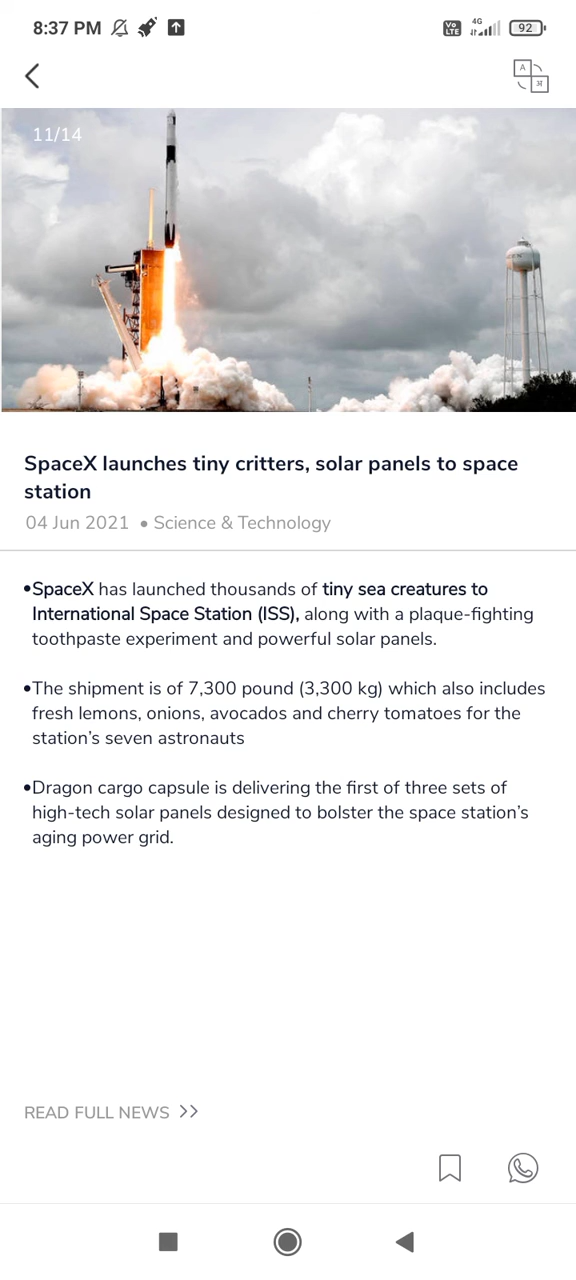 8:37 PM
Vo
LTE
4G
92
A
अ
11/14
SpaceX launches tiny critters, solar panels to space
station
04 Jun 2021 • Science & Technology
•SpaceX has launched thousands of tiny sea creatures to
International Space Station (ISS), along with a plaque-fighting
toothpaste experiment and powerful solar panels.
•The shipment is of 7,300 pound (3,300 kg) which also includes
fresh lemons, onions, avocados and cherry tomatoes for the
station’s seven astronauts
•Dragon cargo capsule is delivering the first of three sets of
high-tech solar panels designed to bolster the space station’s
aging power grid.
READ FULL NEWS >>